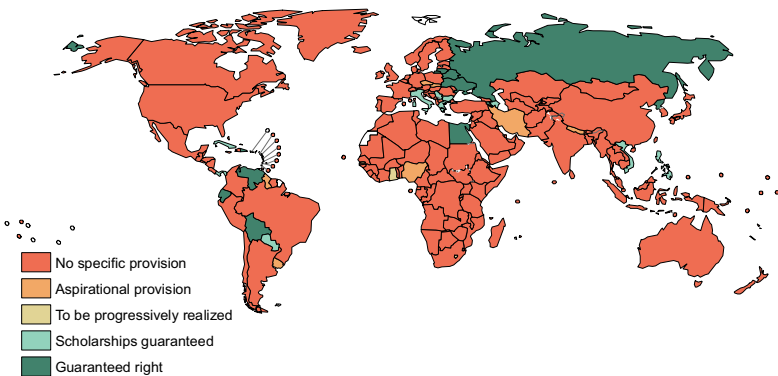 No specific provision
Aspirational provision
To be progressively realized
Scholarships guaranteed
Guaranteed right